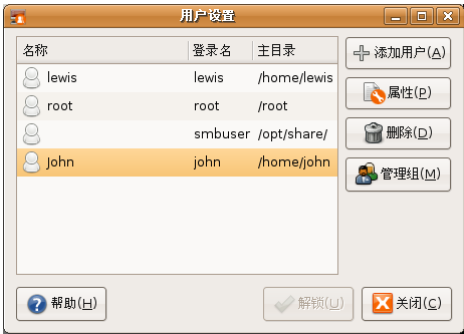 用户设置
名称 登录名 主目录
lewis lewis /home/lewis
root root /root
smbuser /opt/share/
John john /home/john
添加用户(A)
属性(P)
删除(D)
管理组(M)
帮助(H)
解锁(U)
关闭(C)